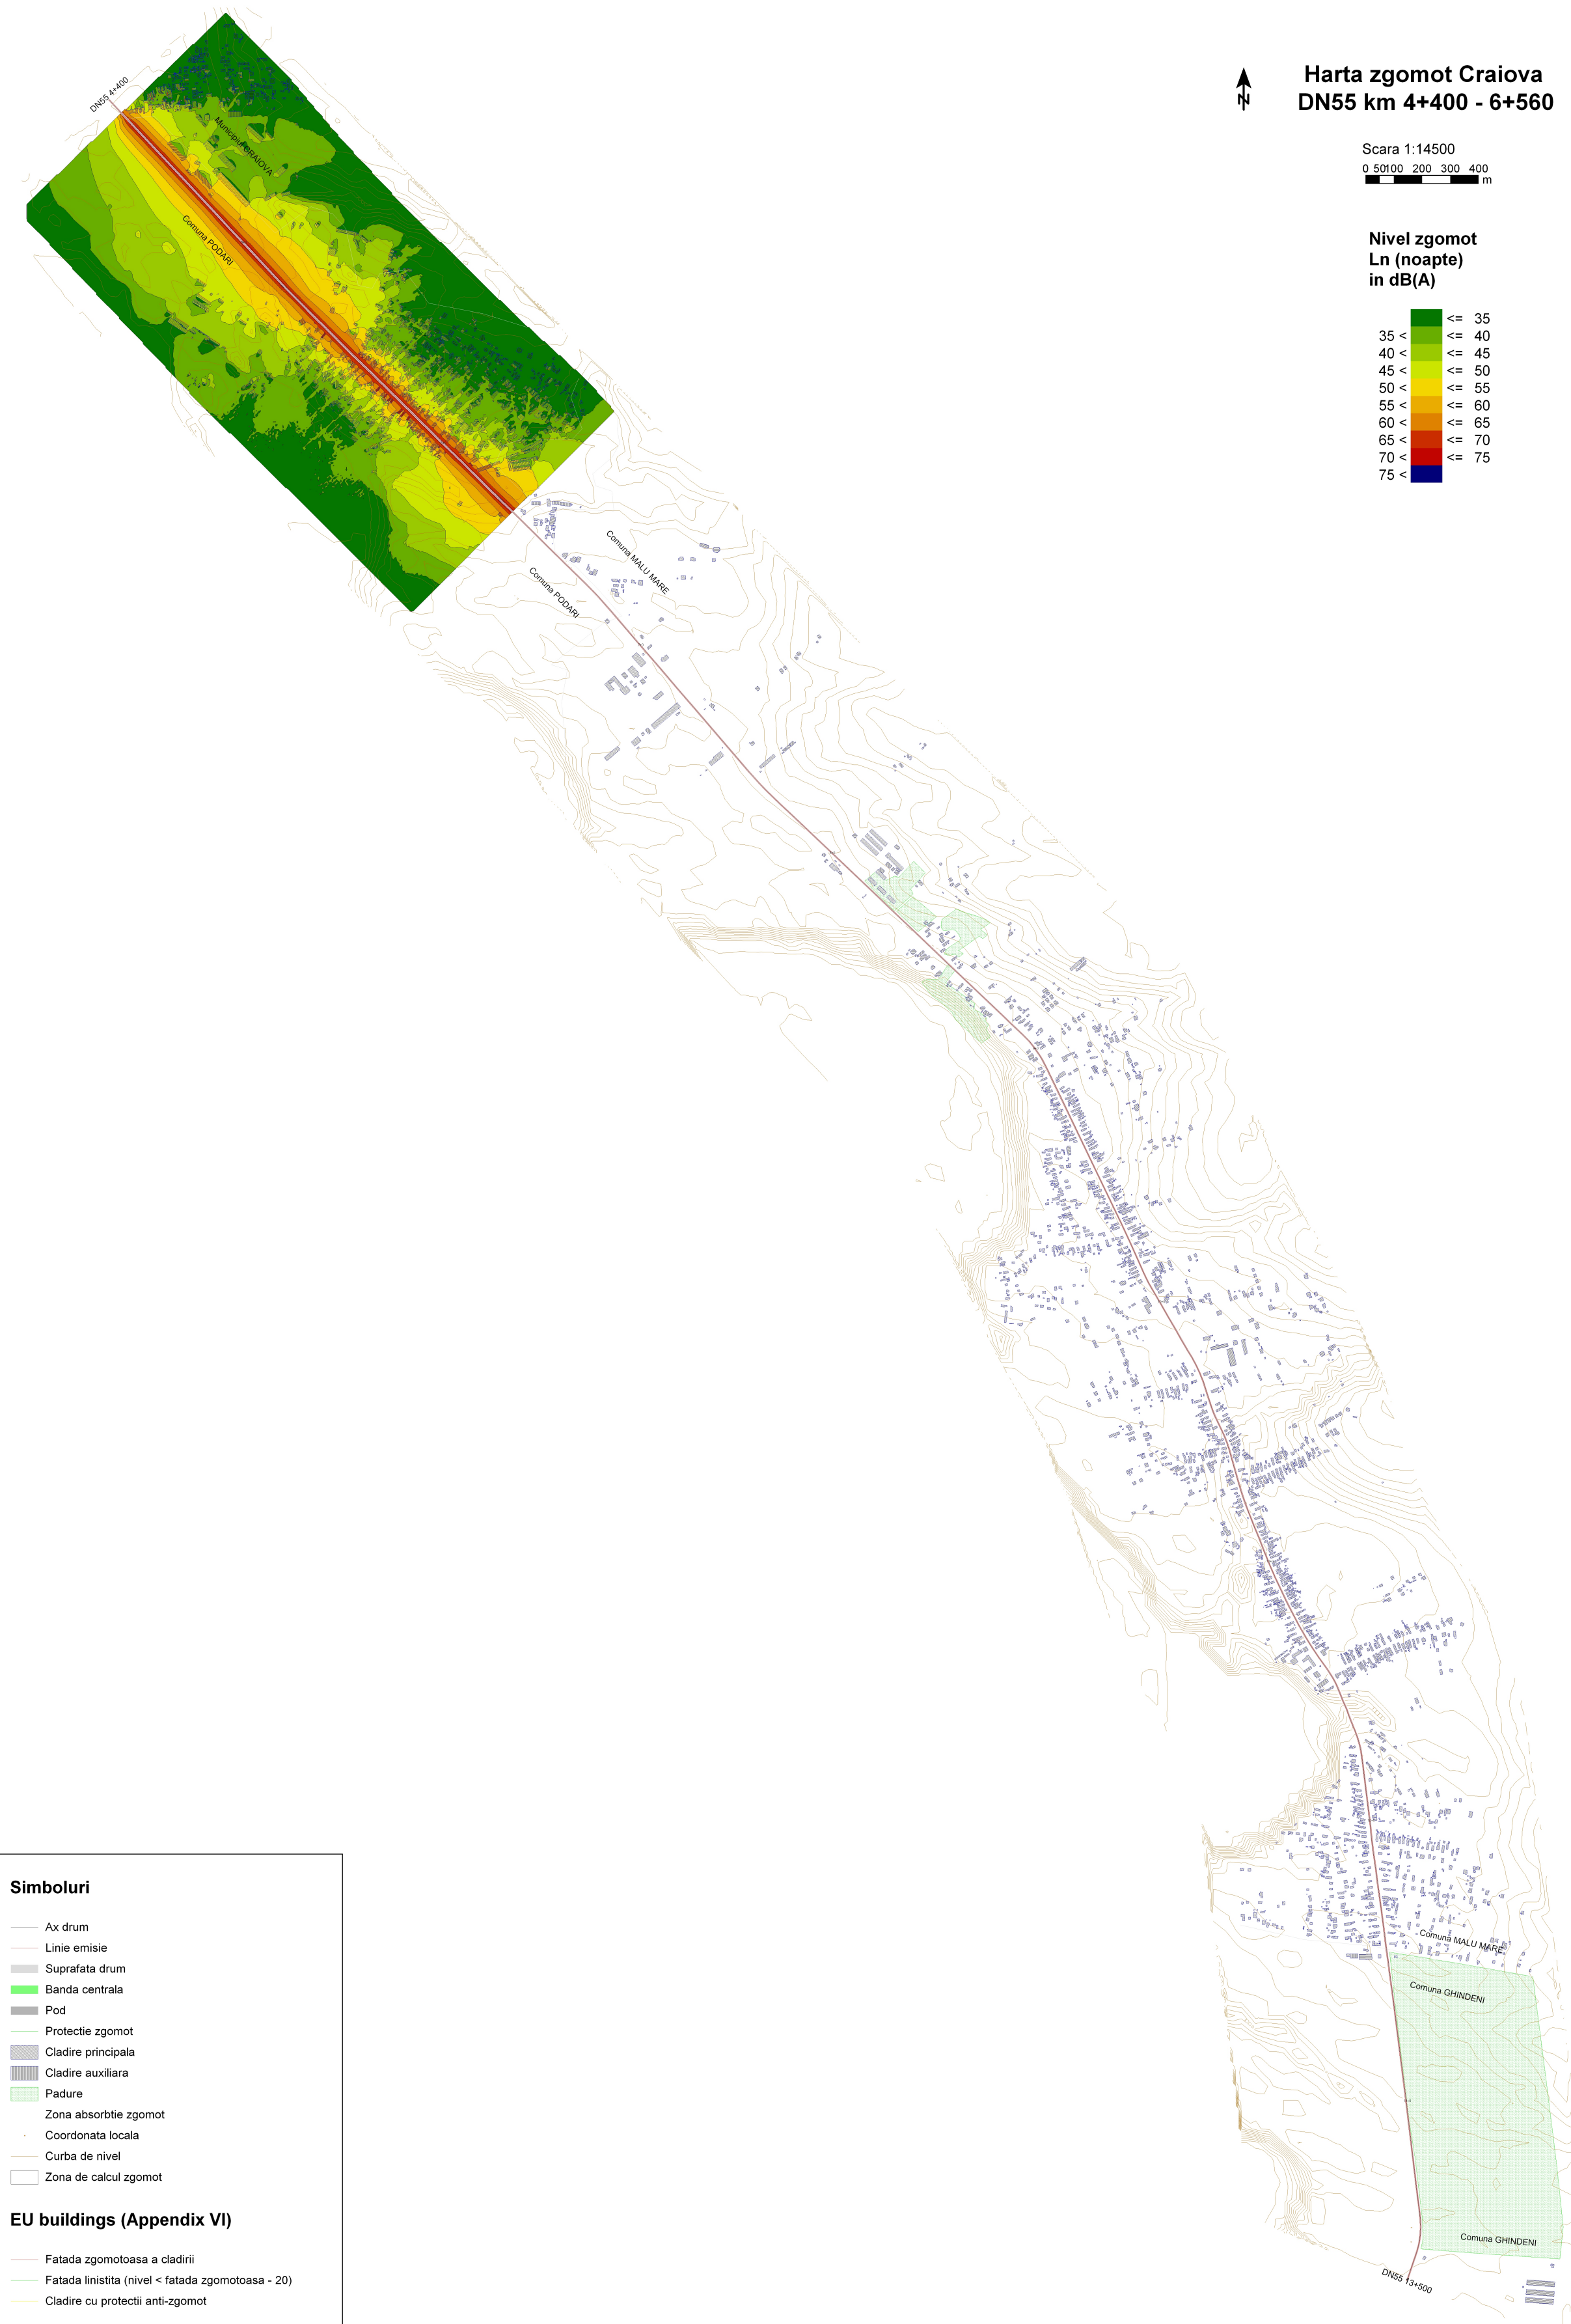 Harta zgomot Craiova
DN55 km 4+400 - 6+560
N
Scara 1:14500
0 50 100 200 300 400
m
Nivel zgomot
Ln (noapte)
in dB(A)
<= 35
35 < <= 40
40 < <= 45
45 < <= 50
50 < <= 55
55 < <= 60
60 < <= 65
65 < <= 70
70 < <= 75
75 <
DN55 4+400
Municipiul CRAIOVA
Comuna PODARI
Comuna MALU MARE
Comuna PODARI
Comuna MALU MARE
Comuna GHINDENI
Comuna GHINDENI
DN55 13+500
Simboluri
Ax drum
Linie emisie
Suprafata drum
Banda centrala
Pod
Protectie zgomot
Cladire principala
Cladire auxiliara
Padure
Zona absorbtie zgomot
Coordonata locala
Curba de nivel
Zona de calcul zgomot
EU buildings (Appendix VI)
Fatada zgomotoasa a cladirii
Fatada linistita (nivel < fatada zgomotoasa - 20)
Cladire cu protectii anti-zgomot